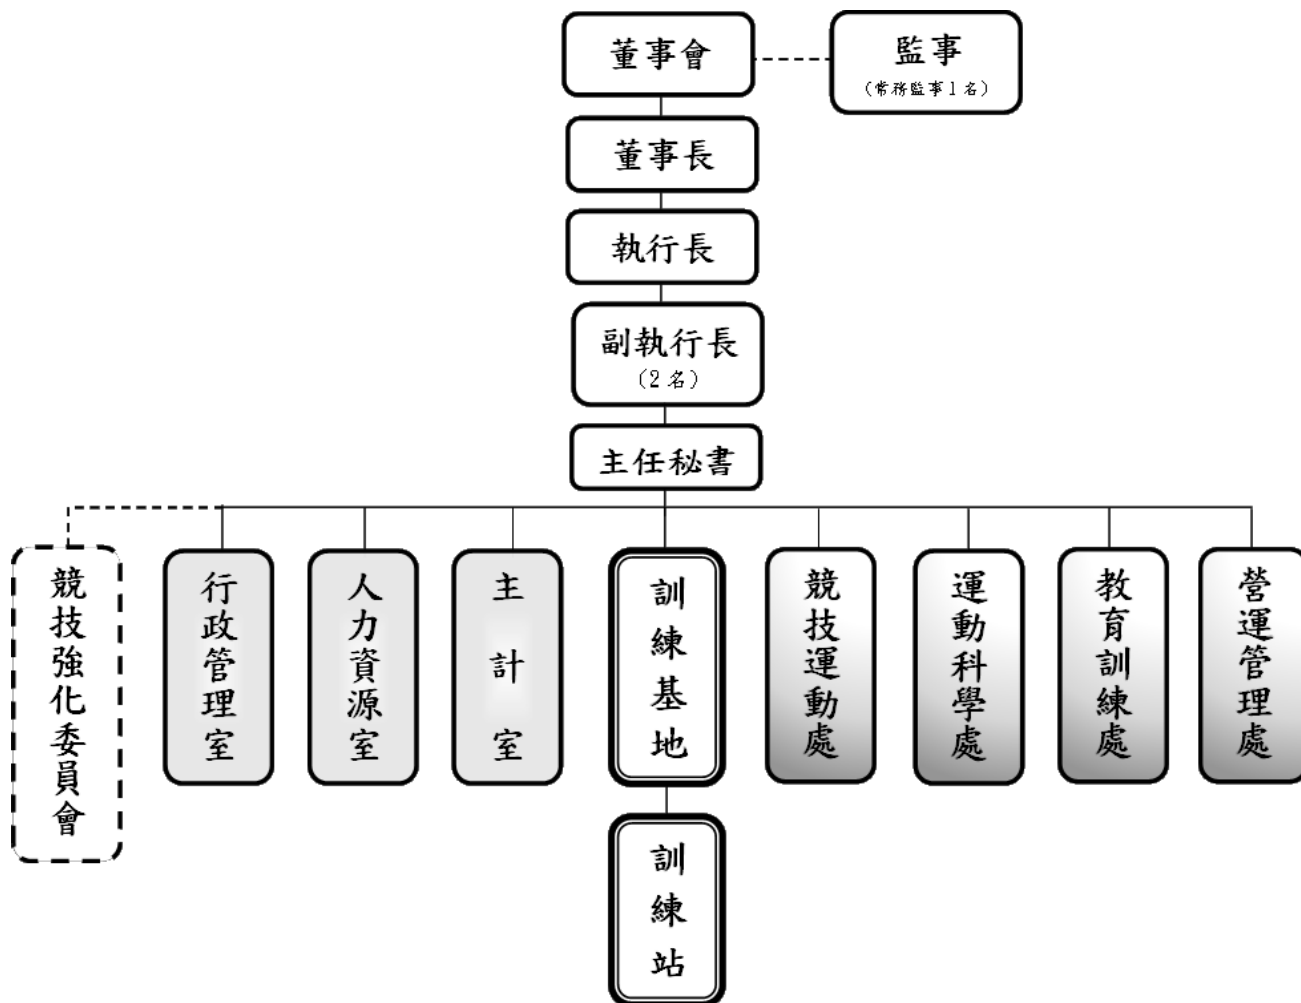 董事會
監事
(常務監事1名)
董事長
執行長
副執行長
(2名)
主任秘書
競技強化委員會
行政管理室
人力資源室
主計室
訓練基地
競技運動處
運動科學處
教育訓練處
營運管理處
訓練站